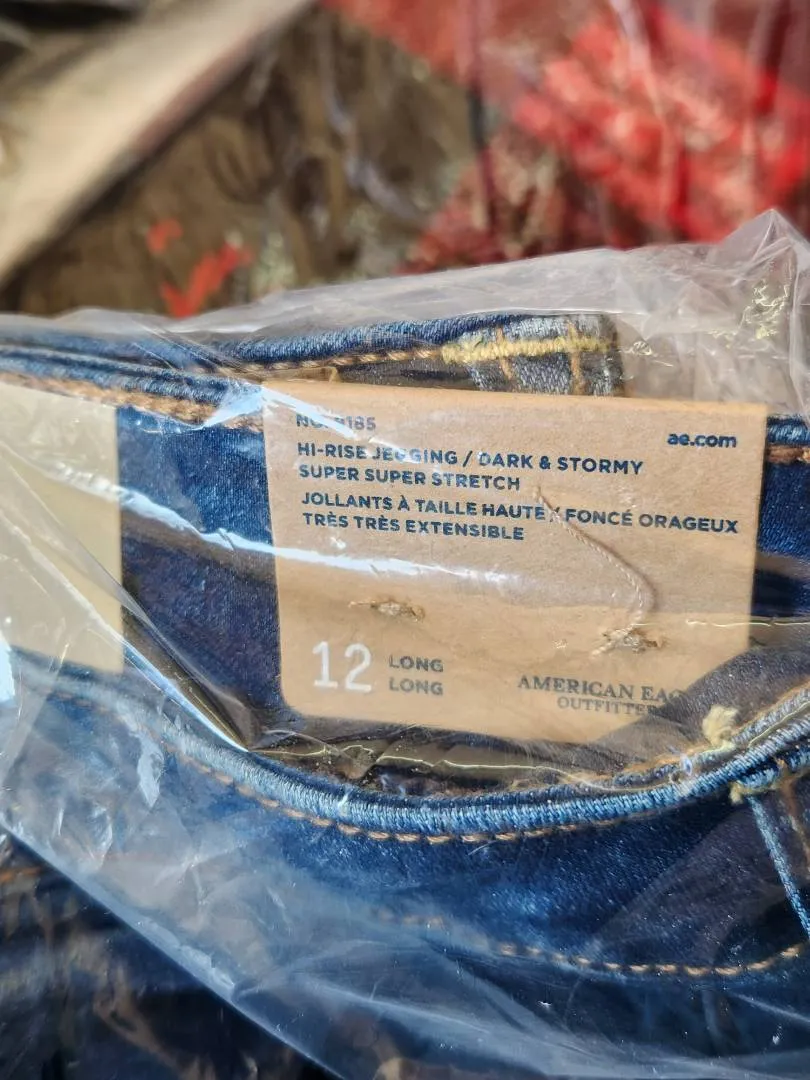 ae.com
HI-RISE JEGGING / DARK & STORMY
SUPER SUPER STRETCH
JOLLANTS À TAILLE HAUTE / FONCÉ ORAGEUX
TRÈS TRÈS EXTENSIBLE
12 LONG
LONG
AMERICAN
OUTFITTER